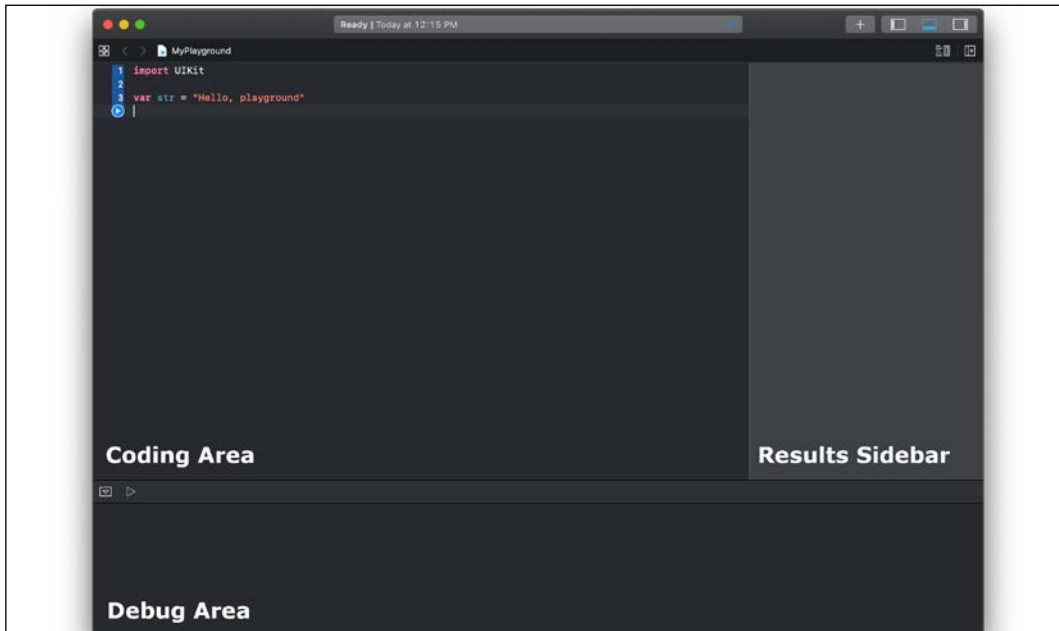 Ready | Today at 12:15 PM
MyPlayground
1 import UIKit
2
3 var str = "Hello, playground"
Coding Area
Results Sidebar
Debug Area